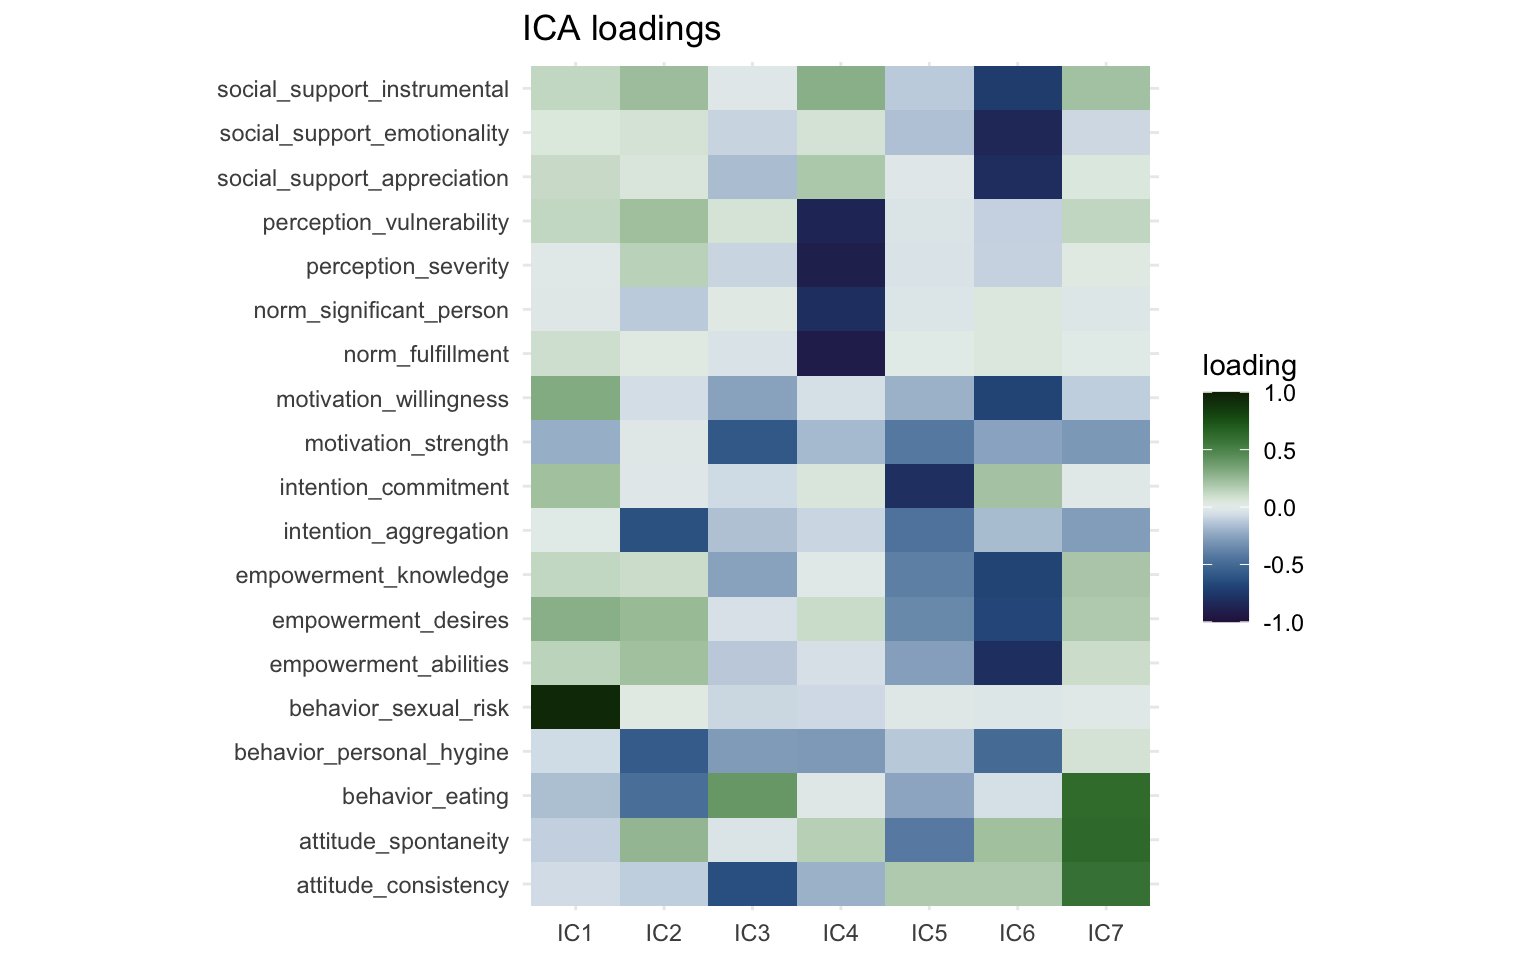 ICA loadings
social_support_instrumental
social_support_emotionality
social_support_appreciation
perception_vulnerability
perception_severity
norm_significant_person
norm_fulfillment
motivation_willingness
motivation_strength
intention_commitment
intention_aggregation
empowerment_knowledge
empowerment_desires
empowerment_abilities
behavior_sexual_risk
behavior_personal_hygine
behavior_eating
attitude_spontaneity
attitude_consistency
IC1 IC2 IC3 IC4 IC5 IC6 IC7
loading
1.0
0.5
0.0
-0.5
-1.0